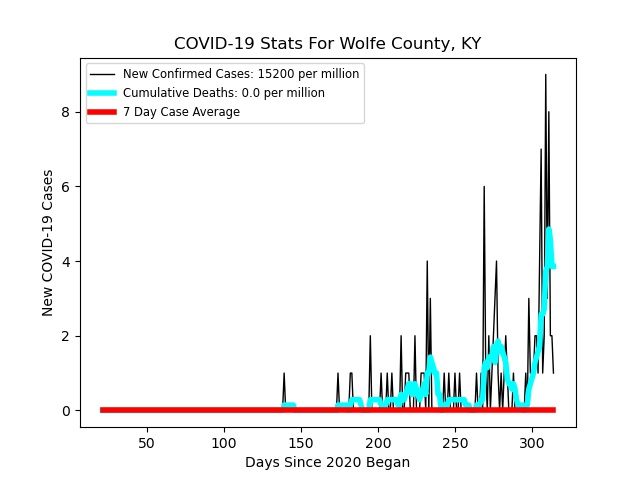 COVID-19 Stats For Wolfe County, KY
New Confirmed Cases: 15200 per million
Cumulative Deaths: 0.0 per million
7 Day Case Average
New COVID-19 Cases
8
6
4
2
0
50 100 150 200 250 300
Days Since 2020 Began